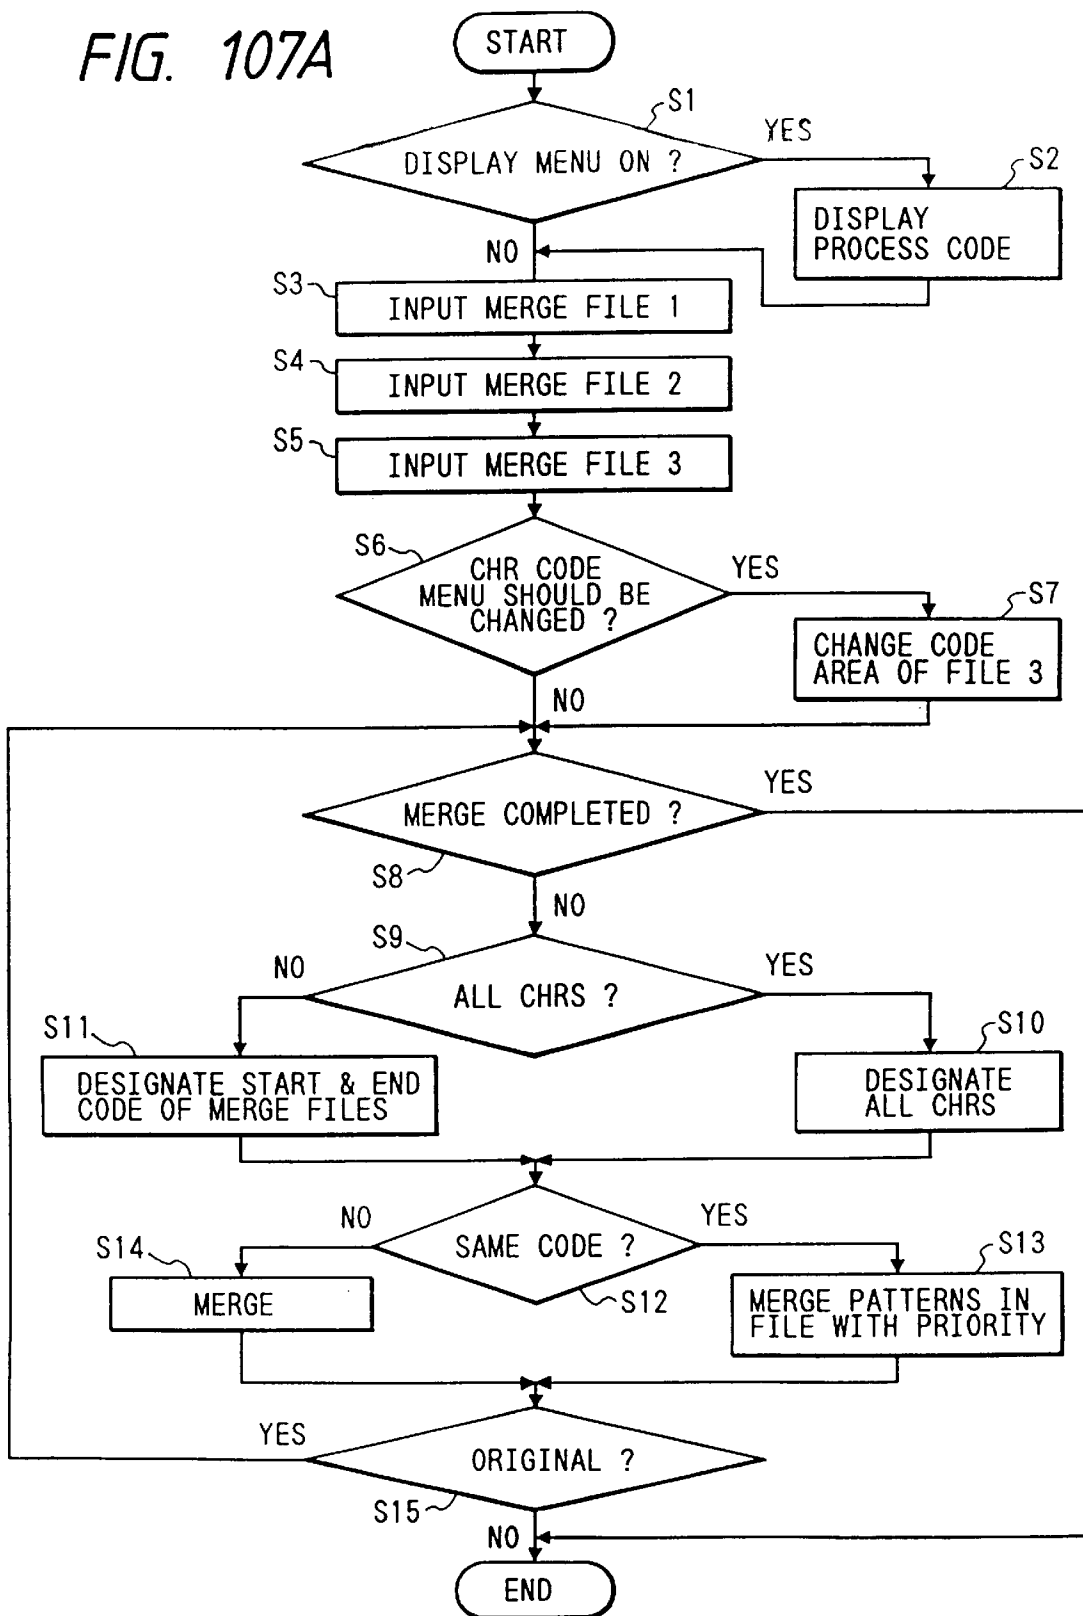 FIG. 107A
START
S1
DISPLAY MENU ON ?
YES
S2
DISPLAY
PROCESS CODE
NO
S3
INPUT MERGE FILE 1
S4
INPUT MERGE FILE 2
S5
INPUT MERGE FILE 3
S6
CHR CODE
MENU SHOULD BE
CHANGED ?
YES
S7
CHANGE CODE
AREA OF FILE 3
NO
MERGE COMPLETED ?
YES
S8
NO
S9
ALL CHRS ?
NO
YES
S11
DESIGNATE START & END
CODE OF MERGE FILES
S10
DESIGNATE
ALL CHRS
SAME CODE ?
NO
YES
S12
S14
MERGE
S13
MERGE PATTERNS IN
FILE WITH PRIORITY
YES
ORIGINAL ?
S15
NO
END